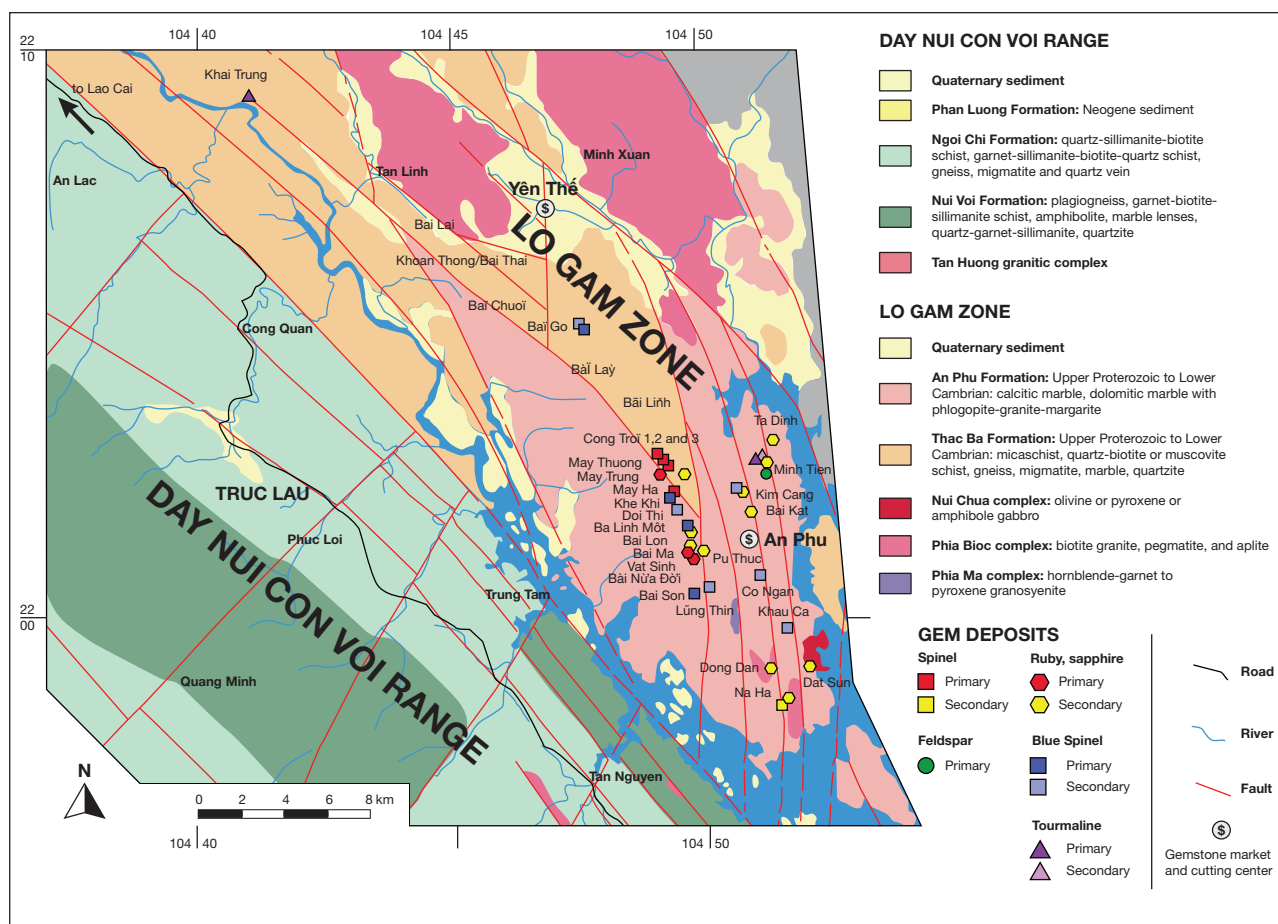 104 40
104 45
104 50
22
10
to Lao Cai
Khai Trung
An Lac
Tan Linh
Minh Xuan
Yên Thế
$
Bai Lai
LO GAM ZONE
Khoan Thong/Bai Thai
Baï Chuoï
Cong Quan
Baï Go
Bãi Liñh
Ta Dinh
Cong Troï 1,2 and 3
May Thuong
May Trung
Minh Tien
May Ha
Khe Khi
Kim Cang
Doi Thi
Bai Kat
Ba Linh Môt
TRUC LAU
Bai Lon
$ An Phu
Phuc Loi
Bai Ma
Pu Thuc
Vat Sinh
Trung Tam
Bai Son
Co Ngan
Lũng Thin
Khau Ca
22
00
DAY NUI CON VOI RANGE
Quang Minh
Dong Dan
Dat Sun
Na Ha
Tan Nguyen
N
0 2 4 6 8 km
104 40
104 50
DAY NUI CON VOI RANGE
Quaternary sediment
Phan Luong Formation: Neogene sediment
Ngoi Chi Formation: quartz-sillimanite-biotite
schist, garnet-sillimanite-biotite-quartz schist,
gneiss, migmatite and quartz vein
Nui Voi Formation: plagiogneiss, garnet-biotite-
sillimanite schist, amphibolite, marble lenses,
quartz-garnet-sillimanite, quartzite
Tan Huong granitic complex
LO GAM ZONE
Quaternary sediment
An Phu Formation: Upper Proterozoic to Lower
Cambrian: calcitic marble, dolomitic marble with
phlogopite-granite-margarite
Thac Ba Formation: Upper Proterozoic to Lower
Cambrian: micaschist, quartz-biotite or muscovite
schist, gneiss, migmatite, marble, quartzite
Nui Chua complex: olivine or pyroxene or
amphibole gabbro
Phia Bioc complex: biotite granite, pegmatite, and aplite
Phia Ma complex: hornblende-garnet to
pyroxene granosyenite
GEM DEPOSITS
Spinel
Primary
Secondary
Ruby, sapphire
Primary
Secondary
Feldspar
Primary
Blue Spinel
Primary
Secondary
Tourmaline
Primary
Secondary
Road
River
Fault
$
Gemstone market
and cutting center